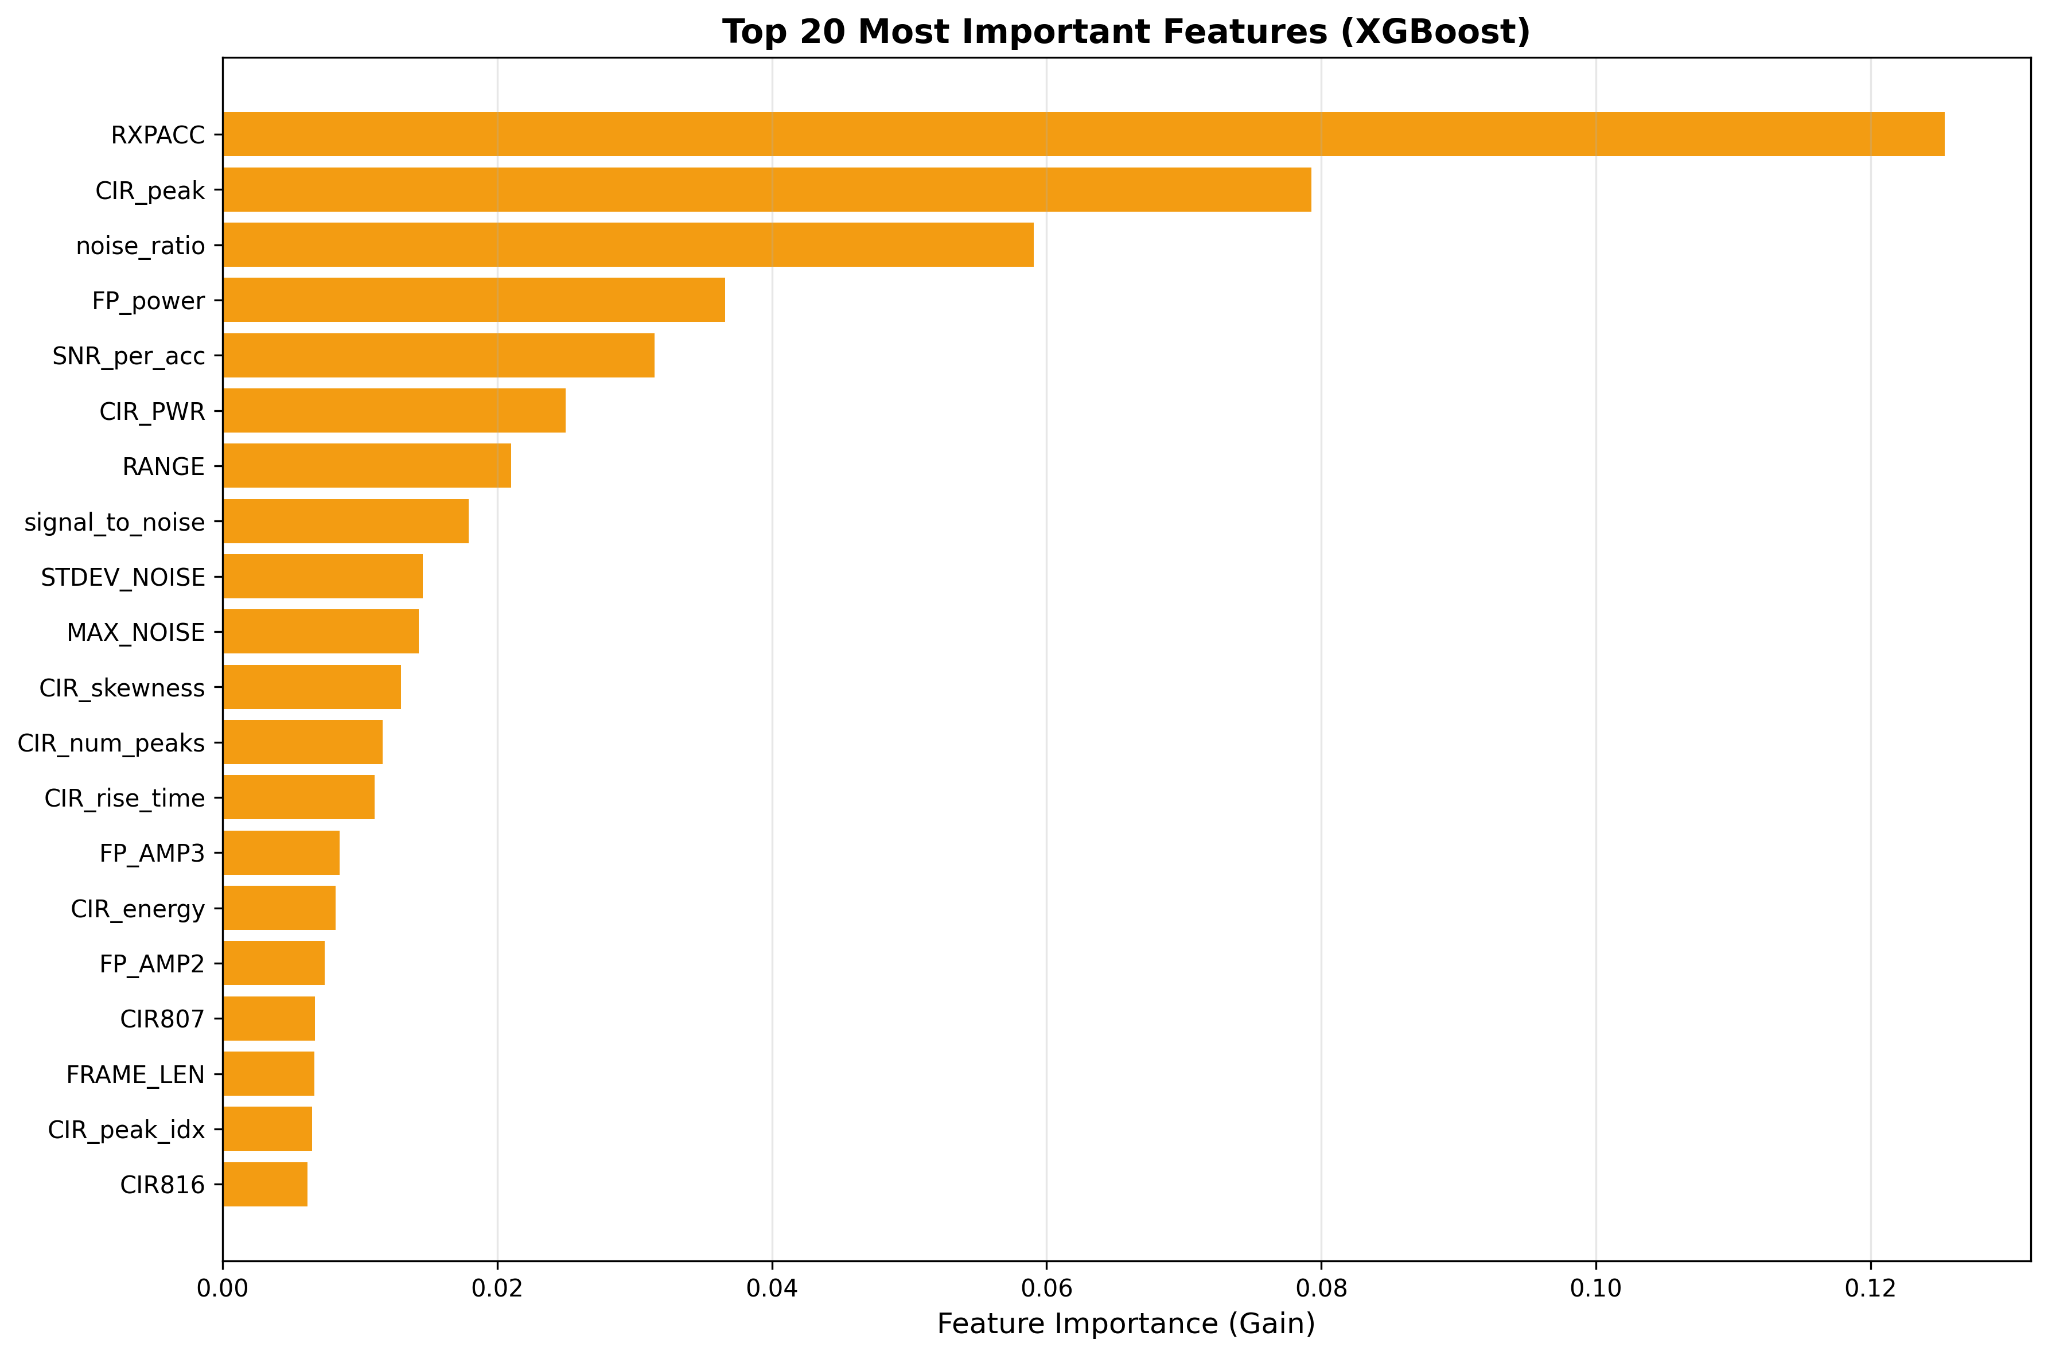 Top 20 Most Important Features (XGBoost)
RXPACC
CIR_peak
noise_ratio
FP_power
SNR_per_acc
CIR_PWR
RANGE
signal_to_noise
STDEV_NOISE
MAX_NOISE
CIR_skewness
CIR_num_peaks
CIR_rise_time
FP_AMP3
CIR_energy
FP_AMP2
CIR807
FRAME_LEN
CIR_peak_idx
CIR816
0.00 0.02 0.04 0.06 0.08 0.10 0.12
Feature Importance (Gain)